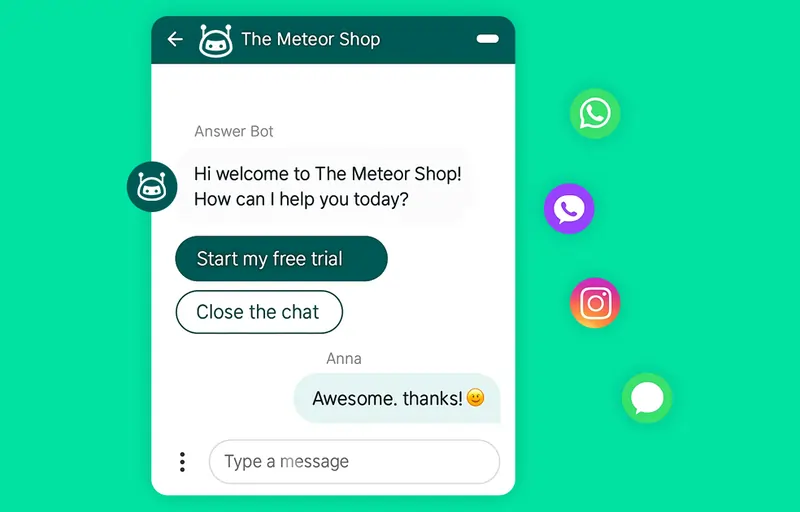 The Meteor Shop
Answer Bot
Hi welcome to The Meteor Shop!
How can I help you today?
Start my free trial
Close the chat
Anna
Awesome. thanks!😃
Type a message